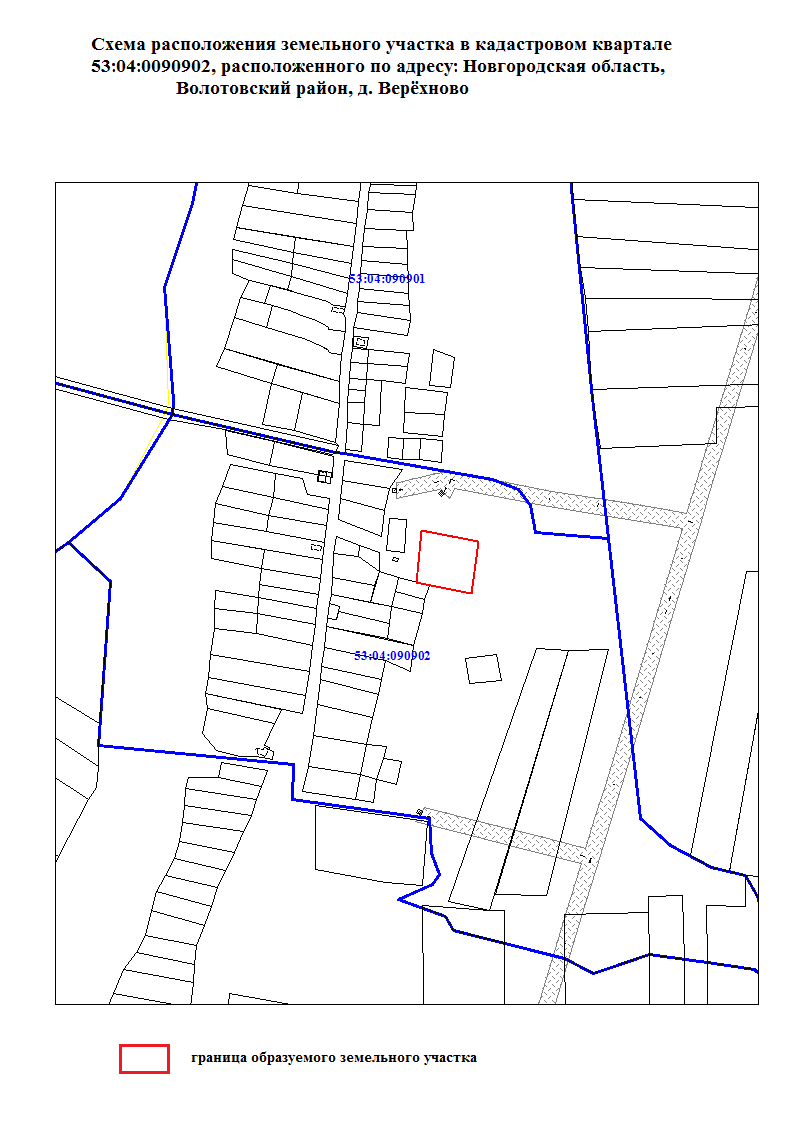 Схема расположения земельного участка в кадастровом квартале
53:04:0090902, расположенного по адресу: Новгородская область,
Волотовский район, д. Верёхново
53:04:090901
53:04:090902
граница образуемого земельного участка